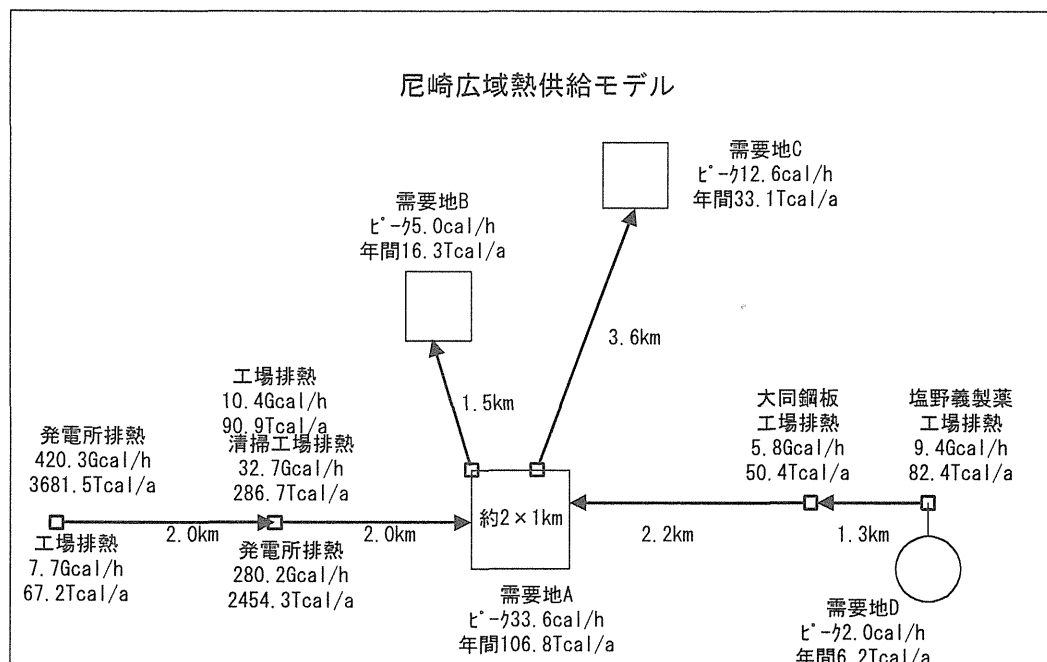 尼崎広域熱供給モデル
需要地C
ﾋﾟｰｸ12.6cal/h
年間33.1Tcal/a
需要地B
ﾋﾟｰｸ5.0cal/h
年間16.3Tcal/a
3.6km
1.5km
工場排熱
10.4Gcal/h
90.9Tcal/a
清掃工場排熱
32.7Gcal/h
286.7Tcal/a
発電所排熱
420.3Gcal/h
3681.5Tcal/a
大同鋼板
工場排熱
5.8Gcal/h
50.4Tcal/a
塩野義製薬
工場排熱
9.4Gcal/h
82.4Tcal/a
約2×1km
2.0km
2.0km
2.2km
1.3km
工場排熱
7.7Gcal/h
67.2Tcal/a
発電所排熱
280.2Gcal/h
2454.3Tcal/a
需要地A
ﾋﾟｰｸ33.6cal/h
年間106.8Tcal/a
需要地D
ﾋﾟｰｸ2.0cal/h
年間6.2Tcal/a